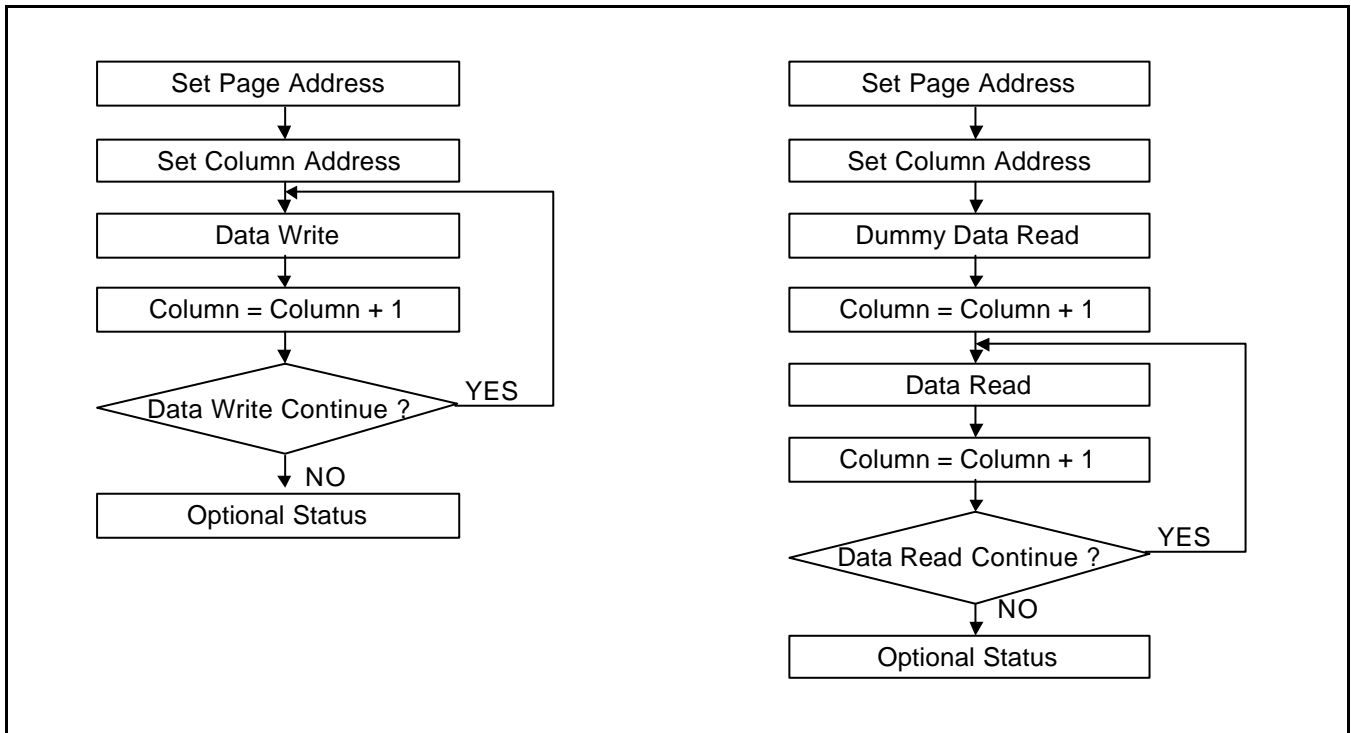 Set Page Address
Set Column Address
Data Write
Column = Column + 1
Data Write Continue ?
YES
NO
Optional Status
Set Page Address
Set Column Address
Dummy Data Read
Column = Column + 1
Data Read
Column = Column + 1
Data Read Continue ?
YES
NO
Optional Status